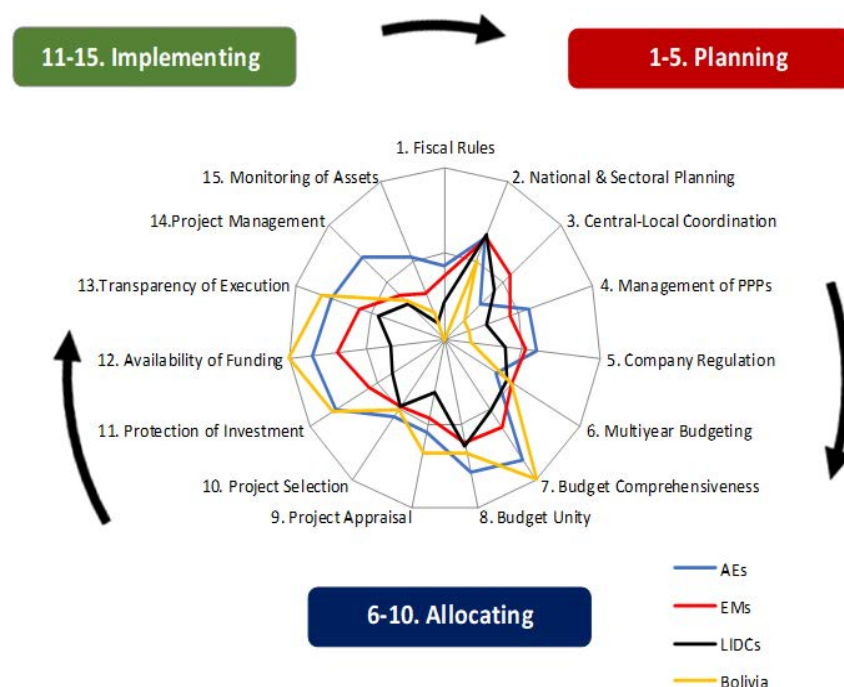 11-15. Implementing
1-5. Planning
1. Fiscal Rules
15. Monitoring of Assets
2. National & Sectoral Planning
14.Project Management
3. Central-Local Coordination
13.Transparency of Execution
4. Management of PPPs
12. Availability of Funding
5. Company Regulation
11. Protection of Investment
6. Multiyear Budgeting
10. Project Selection
7. Budget Comprehensiveness
9. Project Appraisal
8. Budget Unity
6-10. Allocating
AEs
EMs
LIDCs
Bolivia